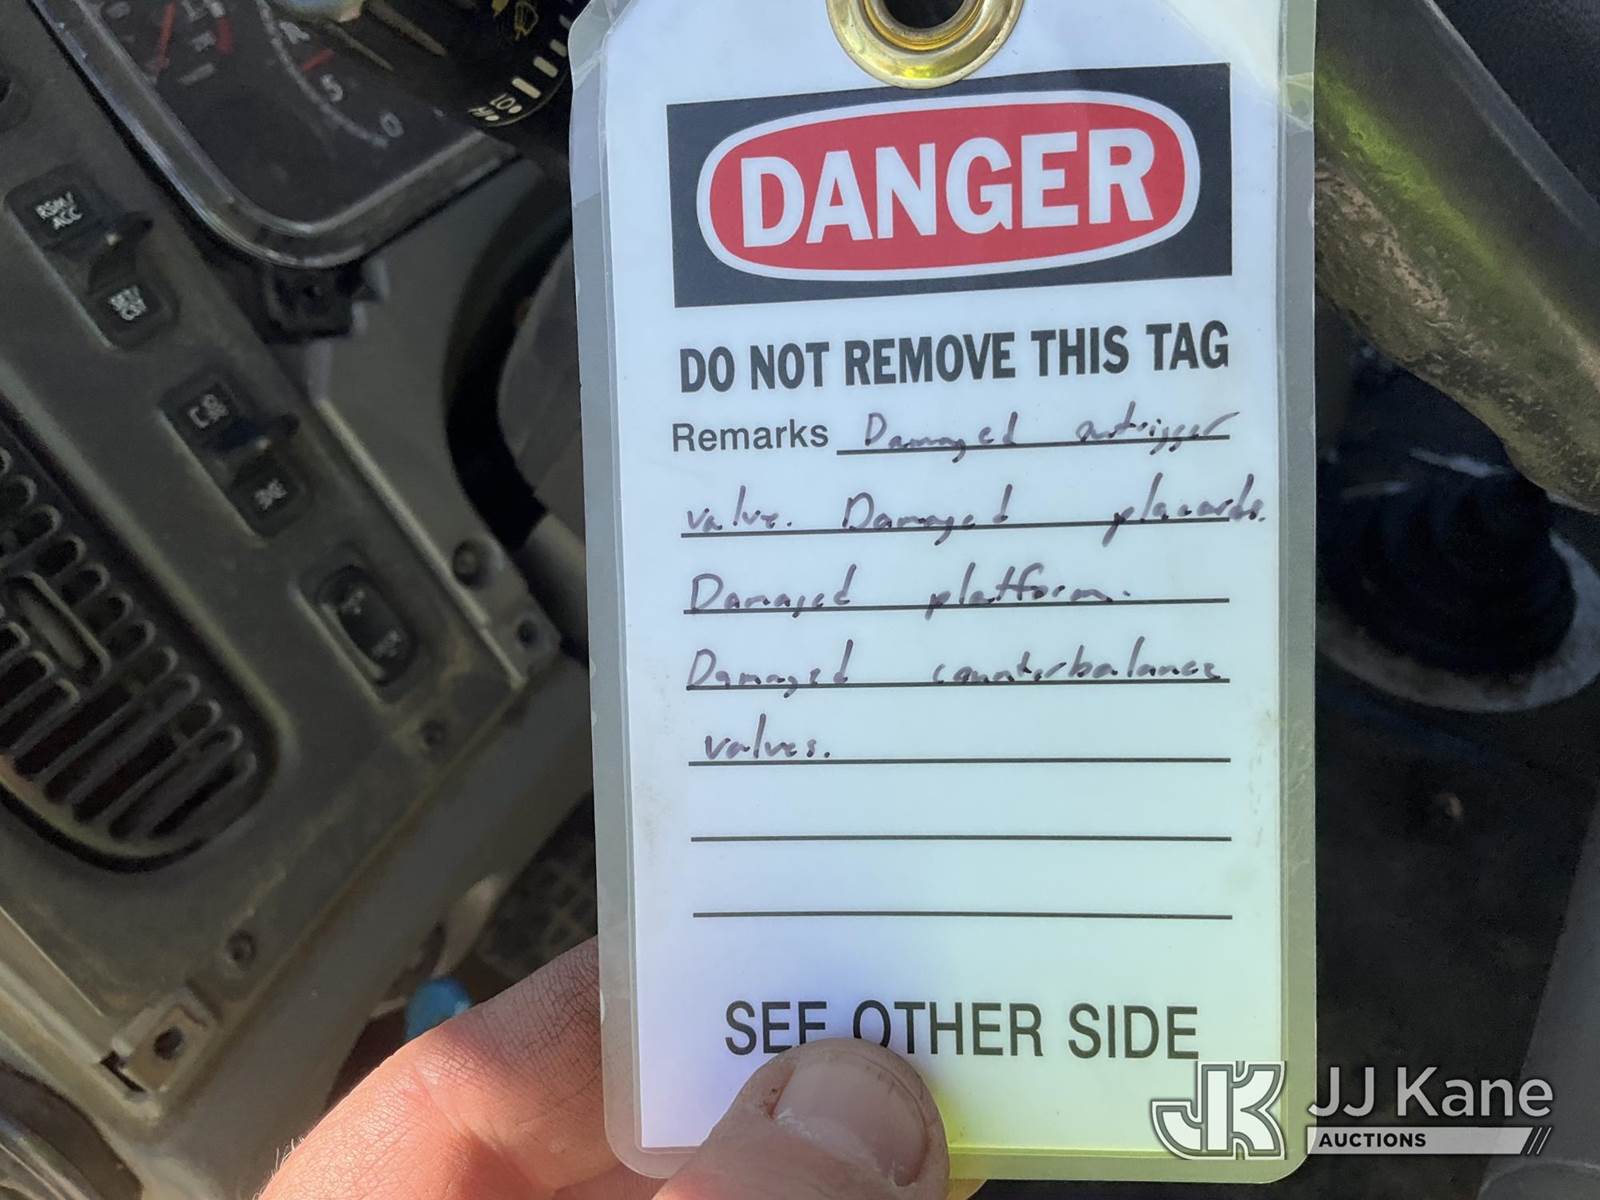 DANGER
DO NOT REMOVE THIS TAG
Remarks Damaged outrigger
valve. Damaged placards.
Damaged platform.
Damaged counterbalance
valves.
SEE OTHER SIDE
JJ Kane
AUCTIONS